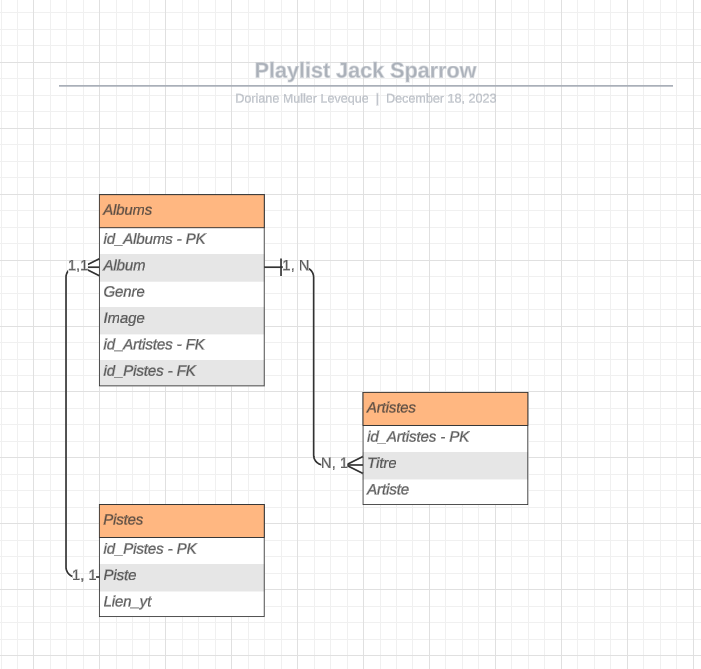 Playlist Jack Sparrow
Doriane Muller Leveque | December 18, 2023
Albums
id_Albums - PK
1,1
Album
1, N
Genre
Image
id_Artistes - FK
id_Pistes - FK
Artistes
id_Artistes - PK
N, 1
Titre
Artiste
Pistes
id_Pistes - PK
1, 1
Piste
Lien_yt